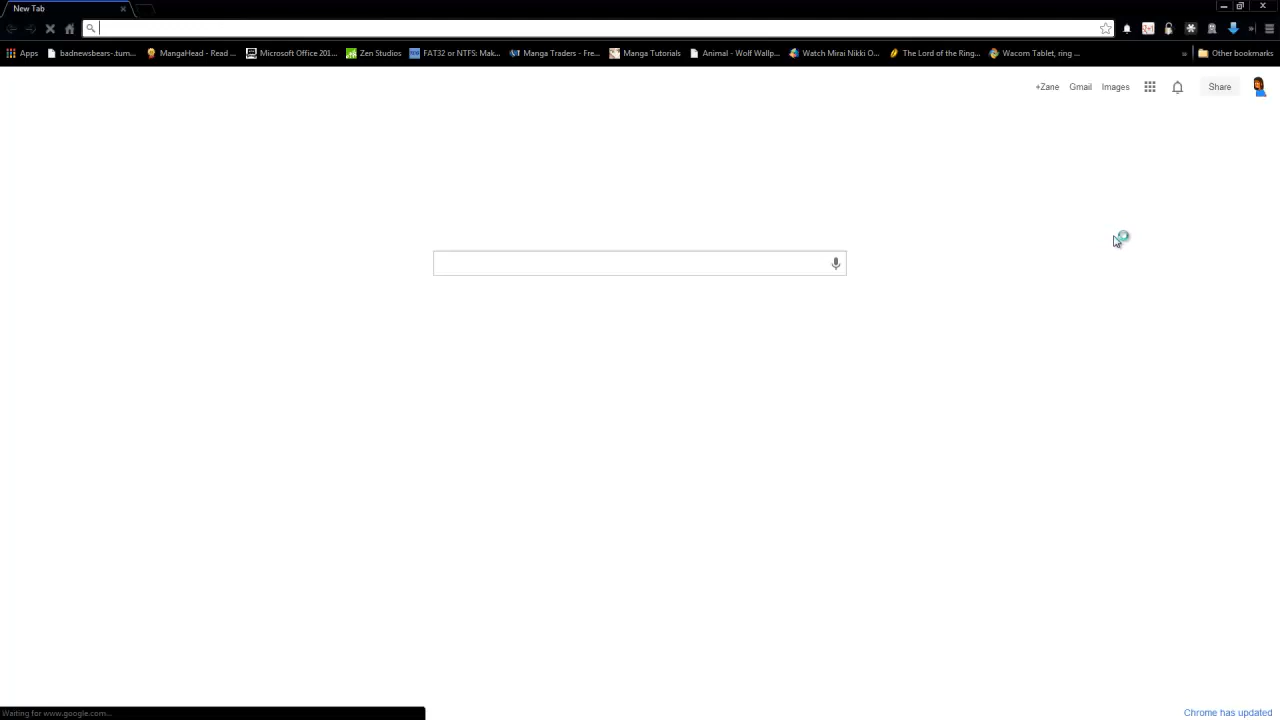 New Tab
Apps badnewsbears-.tum... MangaHead - Read ... Microsoft Office 201... Zen Studios FAT32 or NTFS: Mak... Manga Traders - Fre... Manga Tutorials Animal - Wolf Wallp... Watch Mirai Nikki O... The Lord of the Ring... Wacom Tablet, ring ... » Other bookmarks
+Zane Gmail Images Share
Waiting for www.google.com...
Chrome has updated